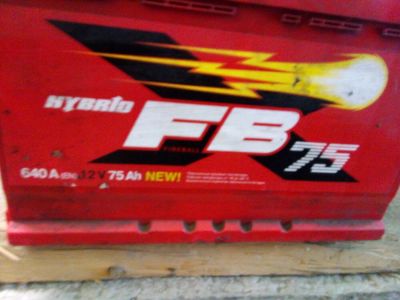 HYBRID
FB 75
FIREBALL
640 A (EN) 12 V 75 Ah NEW!